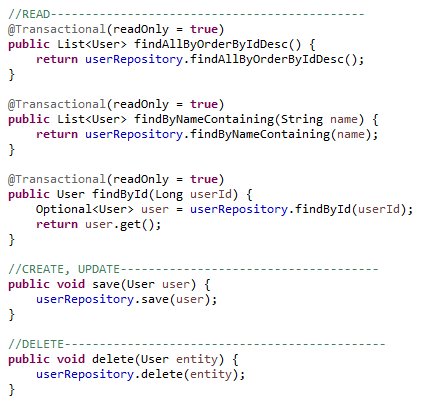 //READ---------------------------------------------
@Transactional(readOnly = true)
public List<User> findAllByOrderByIdDesc() {
    return userRepository.findAllByOrderByIdDesc();
}

@Transactional(readOnly = true)
public List<User> findByNameContaining(String name) {
    return userRepository.findByNameContaining(name);
}

@Transactional(readOnly = true)
public User findById(Long userId) {
    Optional<User> user = userRepository.findById(userId);
    return user.get();
}

//CREATE, UPDATE-------------------------------------
public void save(User user) {
    userRepository.save(user);
}

//DELETE----------------------------------------------
public void delete(User entity) {
    userRepository.delete(entity);
}